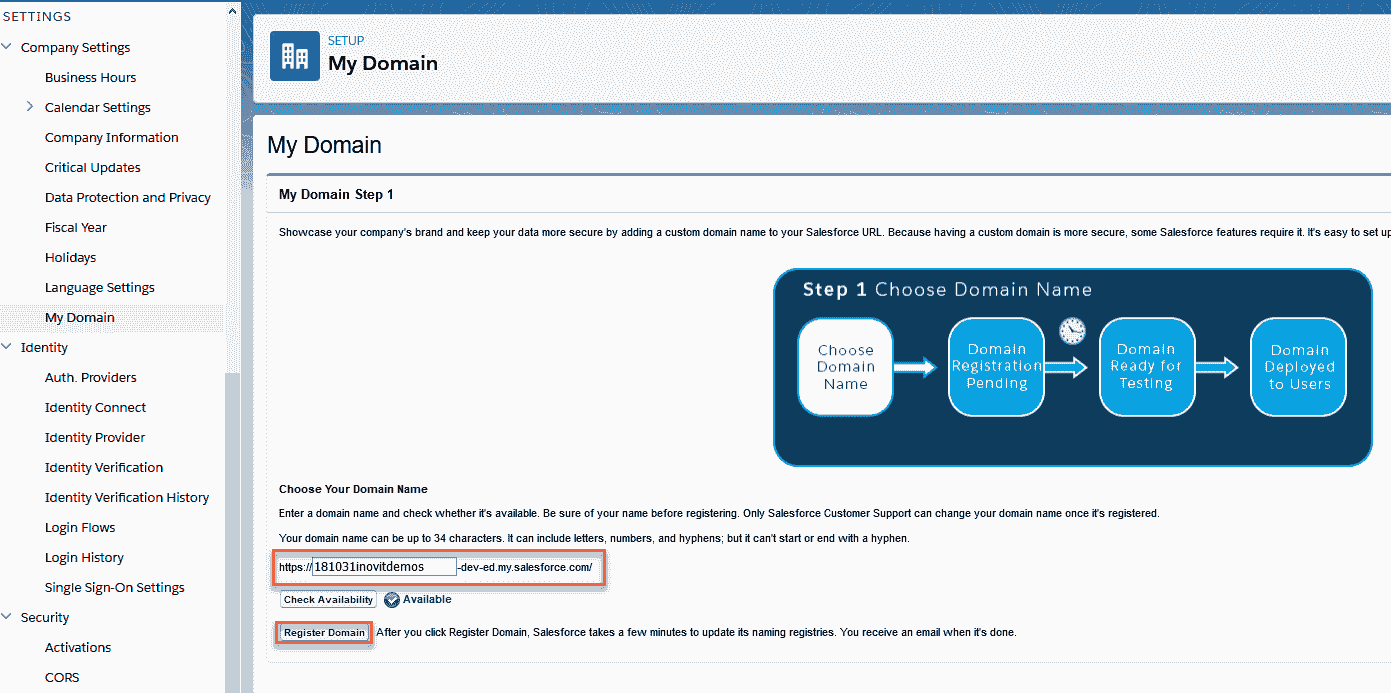 SETTINGS
Company Settings
Business Hours
Calendar Settings
Company Information
Critical Updates
Data Protection and Privacy
Fiscal Year
Holidays
Language Settings
My Domain
Identity
Auth. Providers
Identity Connect
Identity Provider
Identity Verification
Identity Verification History
Login Flows
Login History
Single Sign-On Settings
Security
Activations
CORS
SETUP
My Domain
My Domain
My Domain Step 1
Showcase your company's brand and keep your data more secure by adding a custom domain name to your Salesforce URL. Because having a custom domain is more secure, some Salesforce features require it. It's easy to set up
Step 1 Choose Domain Name
Choose
Domain
Name
Domain
Registration
Pending
Domain
Ready for
Testing
Domain
Deployed
to Users
Choose Your Domain Name
Enter a domain name and check whether it's available. Be sure of your name before registering. Only Salesforce Customer Support can change your domain name once it's registered.
Your domain name can be up to 34 characters. It can include letters, numbers, and hyphens; but it can't start or end with a hyphen.
https://181031inovitdemos-dev-ed.my.salesforce.com/
Check Availability Available
Register Domain After you click Register Domain, Salesforce takes a few minutes to update its naming registries. You receive an email when it's done.